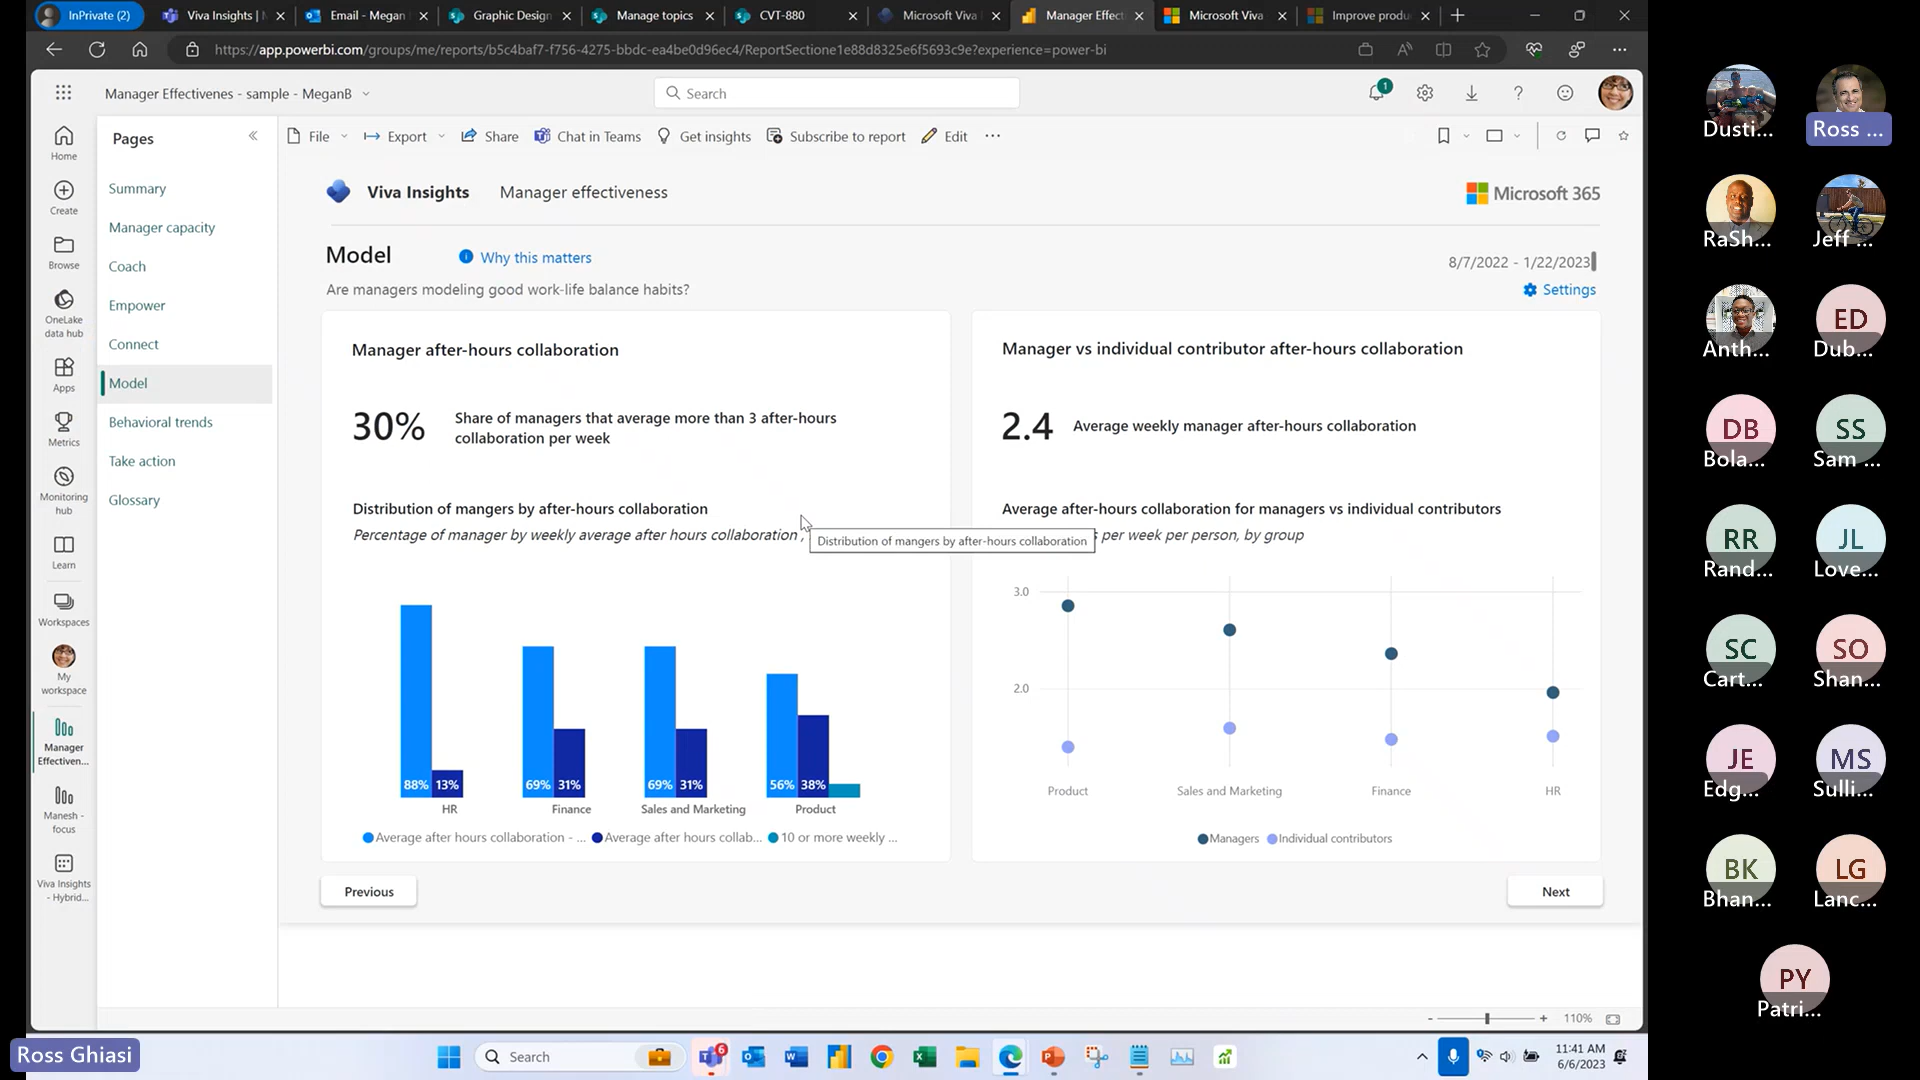 InPrivate (2)
Viva Insights |
Email - Megan
Graphic Design
Manage topics
CVT-880
Microsoft Viva
Manager Effect
Microsoft Viva
Improve produ
https://app.powerbi.com/groups/me/reports/b5c4baf7-f756-4275-bbdc-ea4be0d96ec4/ReportSectione1e88d8325e6f5693c9e?experience=power-bi
Manager Effectivenes - sample - MeganB
Search
1
Home
Create
Browse
OneLake
data hub
Apps
Metrics
Monitoring
hub
Learn
Workspaces
My
workspace
Manager
Effectiven...
Manesh -
focus
Viva Insights
- Hybrid...
Pages
Summary
Manager capacity
Coach
Empower
Connect
Model
Behavioral trends
Take action
Glossary
File
Export
Share
Chat in Teams
Get insights
Subscribe to report
Edit
Viva Insights
Manager effectiveness
Microsoft 365
Model
Why this matters
8/7/2022 - 1/22/2023
Are managers modeling good work-life balance habits?
Settings
Manager after-hours collaboration
30%
Share of managers that average more than 3 after-hours
collaboration per week
Distribution of mangers by after-hours collaboration
Percentage of manager by weekly average after hours collaboration ,
Distribution of mangers by after-hours collaboration
88% 13%
69% 31%
69% 31%
56% 38%
HR
Finance
Sales and Marketing
Product
Average after hours collaboration - ...
Average after hours collab...
10 or more weekly ...
Manager vs individual contributor after-hours collaboration
2.4
Average weekly manager after-hours collaboration
Average after-hours collaboration for managers vs individual contributors
per week per person, by group
3.0
2.0
Product
Sales and Marketing
Finance
HR
Managers
Individual contributors
Previous
Next
- + 110%
Ross Ghiasi
Search
6
11:41 AM
6/6/2023
Dusti...
Ross ...
RaSh...
Jeff ...
Anth...
ED
Dub...
DB
Bola...
SS
Sam ...
RR
Rand...
JL
Love...
SC
Cart...
SO
Shan...
JE
Edg...
MS
Sulli...
BK
Bhan...
LG
Lanc...
PY
Patri...